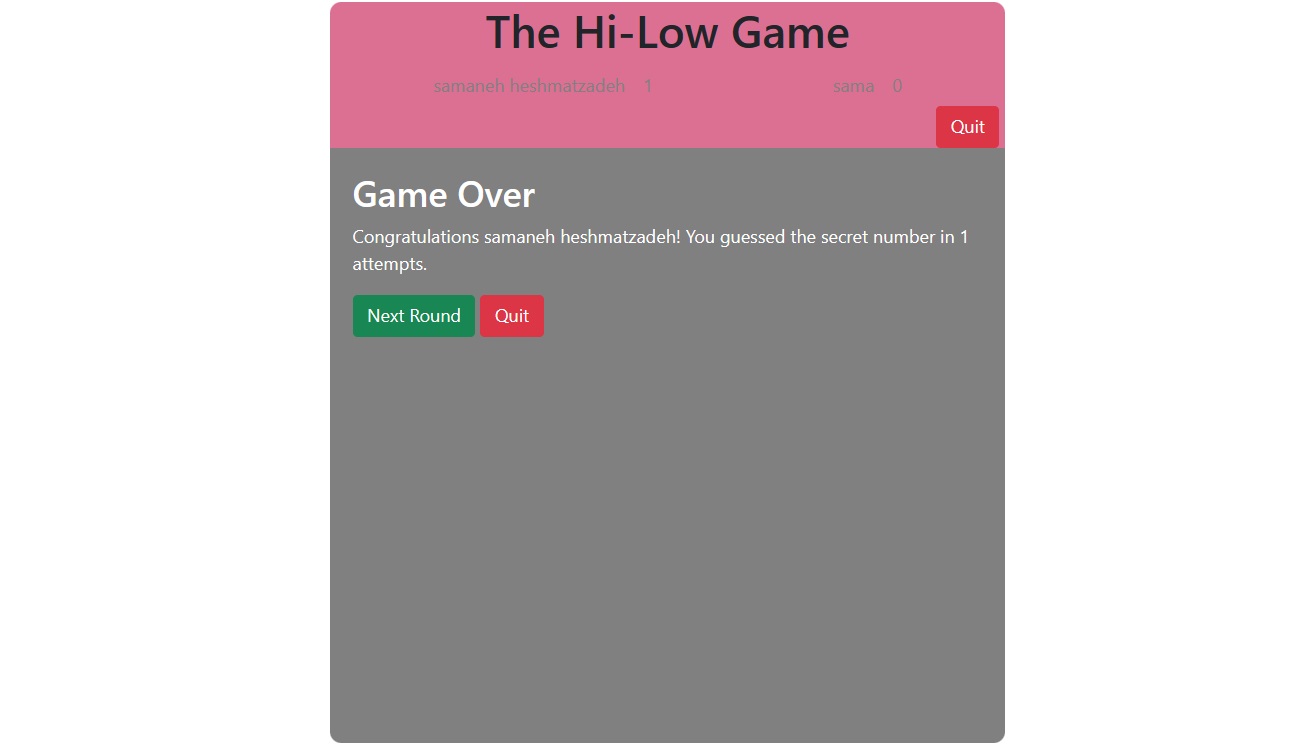 The Hi-Low Game
samaneh heshmatzadeh 1 sama 0
Quit
Game Over
Congratulations samaneh heshmatzadeh! You guessed the secret number in 1
attempts.
Next Round Quit